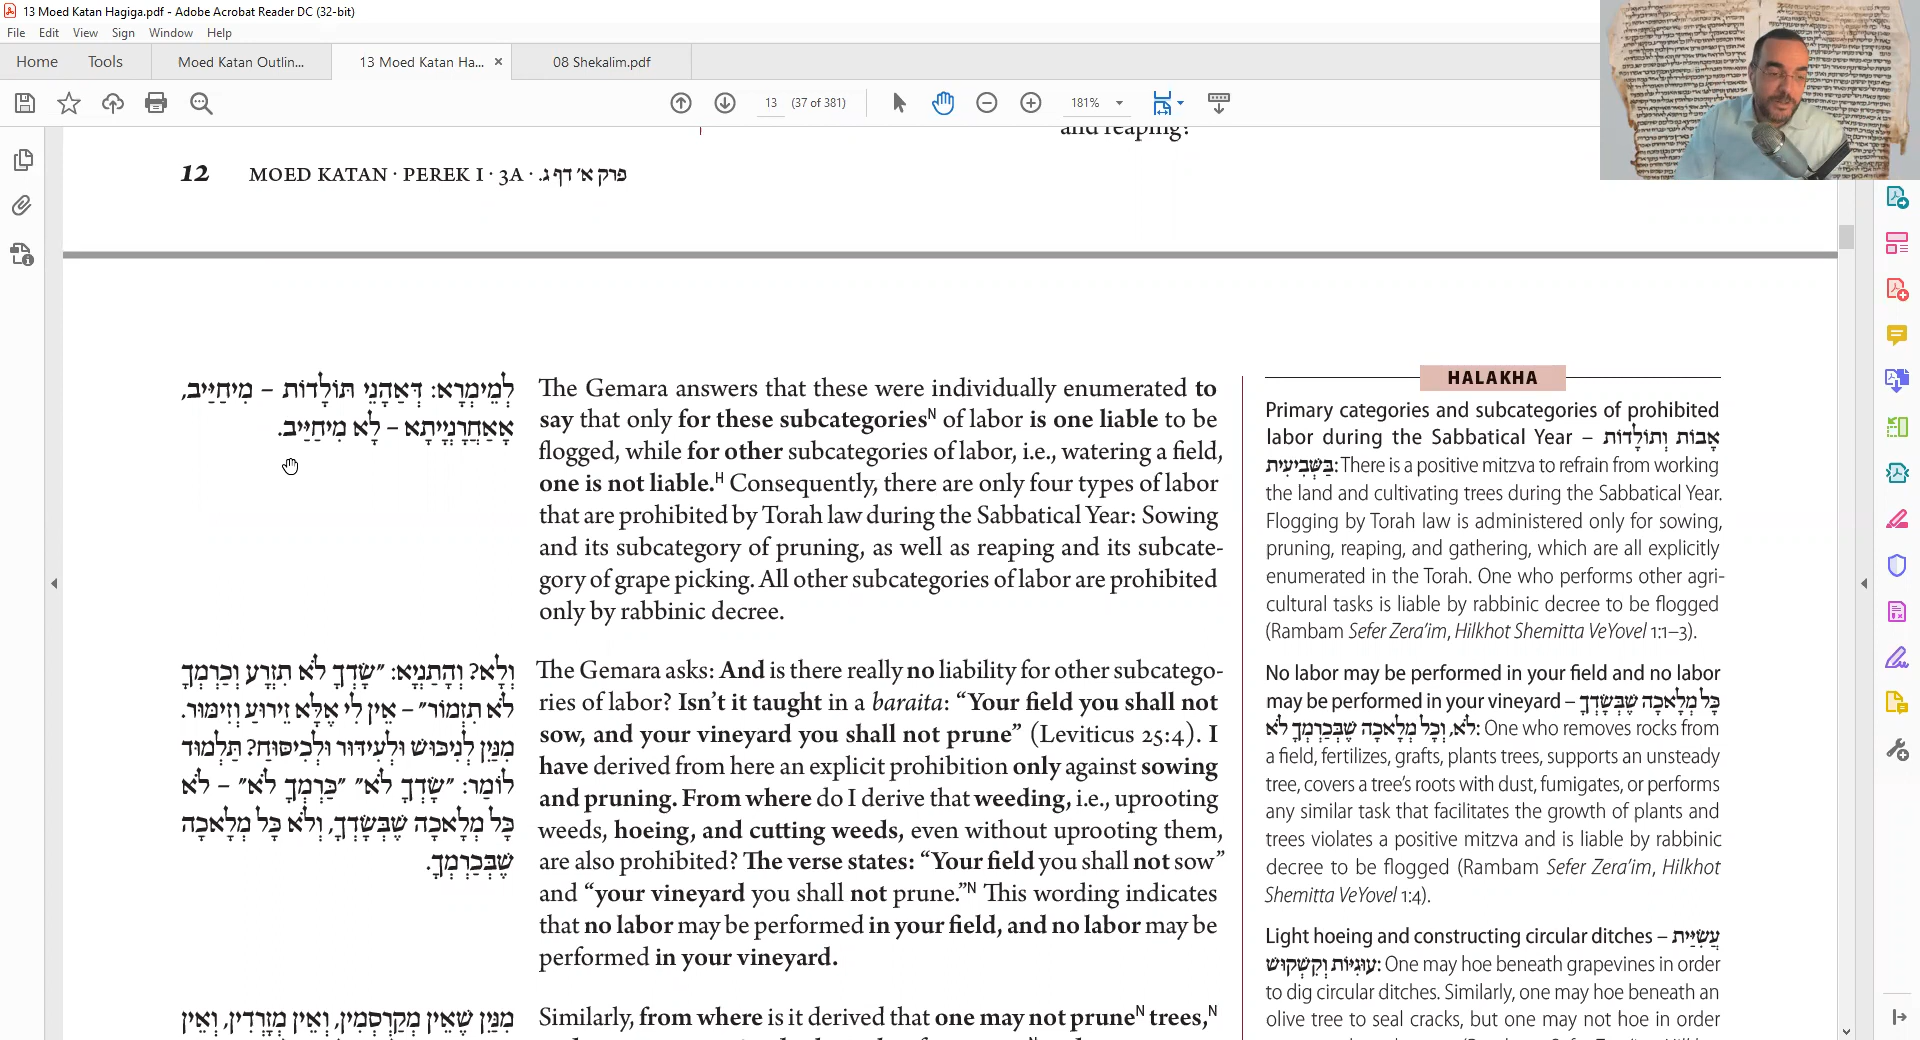 13 Moed Katan Hagiga.pdf - Adobe Acrobat Reader DC (32-bit)
File Edit View Sign Window Help
Home Tools Moed Katan Outlin... 13 Moed Katan Ha... × 08 Shekalim.pdf
13 (37 of 381) 181%
and reaping?
12 MOED KATAN · PEREK I · 3A · פרק א׳ דף ג.
לְמֵימְרָא: דְּאַהָנֵי תּוֹלָדוֹת – מִיחַיַּיב,
אַאַחְרָנְיָיתָא – לָא מִיחַיַּיב.
The Gemara answers that these were individually enumerated to
say that only for these subcategoriesᴺ of labor is one liable to be
flogged, while for other subcategories of labor, i.e., watering a field,
one is not liable.ᴴ Consequently, there are only four types of labor
that are prohibited by Torah law during the Sabbatical Year: Sowing
and its subcategory of pruning, as well as reaping and its subcate-
gory of grape picking. All other subcategories of labor are prohibited
only by rabbinic decree.
וְלָא? וְהָתַנְיָא: ״שָׂדְךָ לֹא תִזְרָע וְכַרְמְךָ
לֹא תִזְמוֹר״ – אֵין לִי אֶלָּא זֵירוּעַ וְזִימּוּר.
מִנַּיִן לְנִיכּוּשׁ וּלְעִידּוּר וּלְכִיסּוּחַ? תַּלְמוּד
לוֹמַר: ״שָׂדְךָ לֹא״ ״כַּרְמְךָ לֹא״ – לֹא
כָּל מְלָאכָה שֶׁבְּשָׂדְךָ, וְלֹא כָּל מְלָאכָה
שֶׁבְּכַרְמְךָ.
The Gemara asks: And is there really no liability for other subcatego-
ries of labor? Isn't it taught in a baraita: “Your field you shall not
sow, and your vineyard you shall not prune” (Leviticus 25:4). I
have derived from here an explicit prohibition only against sowing
and pruning. From where do I derive that weeding, i.e., uprooting
weeds, hoeing, and cutting weeds, even without uprooting them,
are also prohibited? The verse states: “Your field you shall not sow”
and “your vineyard you shall not prune.”ᴺ This wording indicates
that no labor may be performed in your field, and no labor may be
performed in your vineyard.
מִנַּיִן שֶׁאֵין מְקַרְסְמִין, וְאֵין מְזָרְדִין, וְאֵין
Similarly, from where is it derived that one may not pruneᴺ trees,ᴺ
HALAKHA
Primary categories and subcategories of prohibited
labor during the Sabbatical Year – אָבוֹת וְתוֹלָדוֹת
בַּשְּׁבִיעִית: There is a positive mitzva to refrain from working
the land and cultivating trees during the Sabbatical Year.
Flogging by Torah law is administered only for sowing,
pruning, reaping, and gathering, which are all explicitly
enumerated in the Torah. One who performs other agri-
cultural tasks is liable by rabbinic decree to be flogged
(Rambam Sefer Zera'im, Hilkhot Shemitta VeYovel 1:1–3).
No labor may be performed in your field and no labor
may be performed in your vineyard – כָּל מְלָאכָה שֶׁבְּשָׂדְךָ
לֹא, וְכָל מְלָאכָה שֶׁבְּכַרְמְךָ לֹא: One who removes rocks from
a field, fertilizes, grafts, plants trees, supports an unsteady
tree, covers a tree's roots with dust, fumigates, or performs
any similar task that facilitates the growth of plants and
trees violates a positive mitzva and is liable by rabbinic
decree to be flogged (Rambam Sefer Zera'im, Hilkhot
Shemitta VeYovel 1:4).
Light hoeing and constructing circular ditches – עֲשִׂיַּית
עוּגִיּוֹת וְקִשְׁקוּשׁ: One may hoe beneath grapevines in order
to dig circular ditches. Similarly, one may hoe beneath an
olive tree to seal cracks, but one may not hoe in order